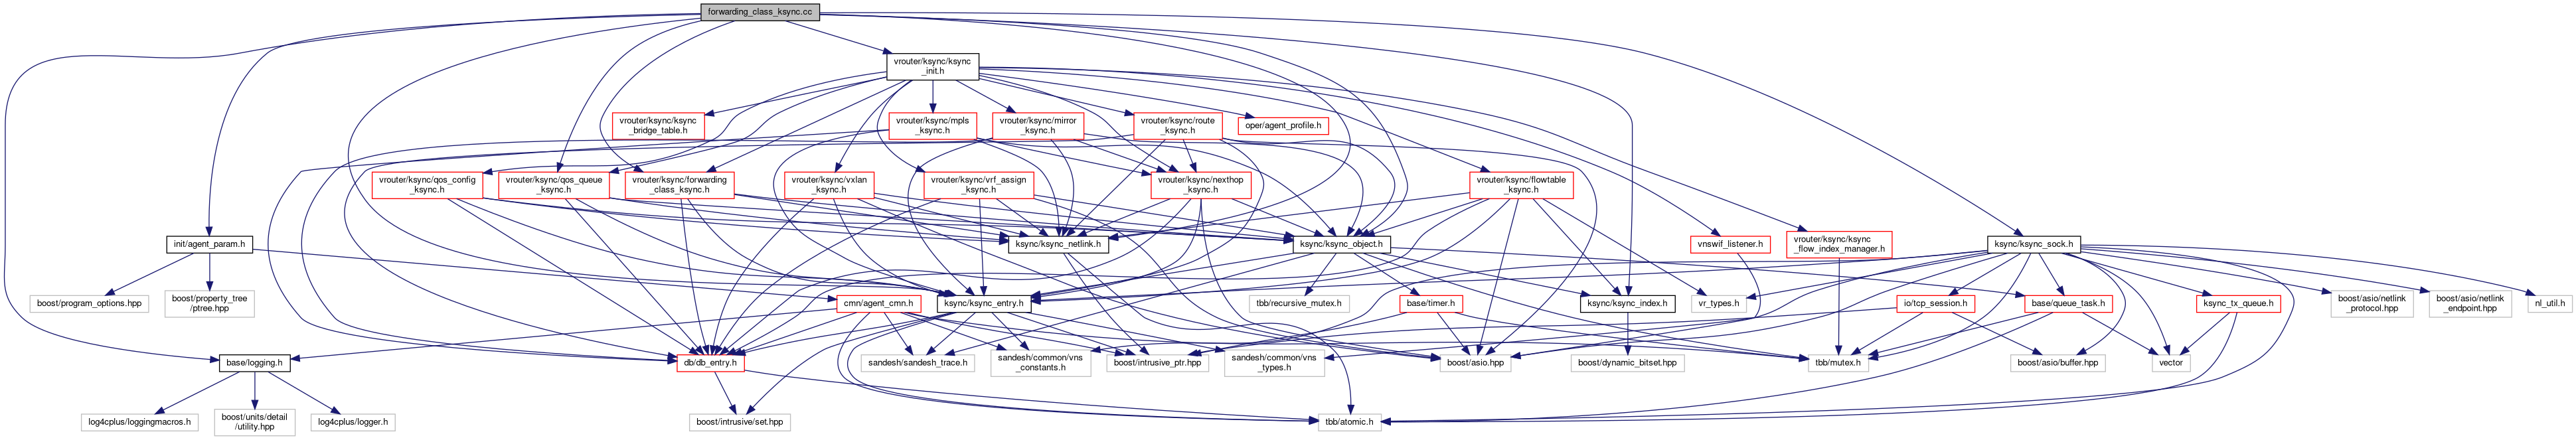 forwarding_class_ksync.cc
vrouter/ksync/ksync
_init.h
vrouter/ksync/ksync
_bridge_table.h
vrouter/ksync/mpls
_ksync.h
vrouter/ksync/mirror
_ksync.h
vrouter/ksync/route
_ksync.h
oper/agent_profile.h
vrouter/ksync/qos_config
_ksync.h
vrouter/ksync/qos_queue
_ksync.h
vrouter/ksync/forwarding
_class_ksync.h
vrouter/ksync/vxlan
_ksync.h
vrouter/ksync/vrf_assign
_ksync.h
vrouter/ksync/nexthop
_ksync.h
vrouter/ksync/flowtable
_ksync.h
init/agent_param.h
ksync/ksync_netlink.h
ksync/ksync_object.h
vnswif_listener.h
vrouter/ksync/ksync
_flow_index_manager.h
ksync/ksync_sock.h
boost/program_options.hpp
boost/property_tree
/ptree.hpp
cmn/agent_cmn.h
ksync/ksync_entry.h
tbb/recursive_mutex.h
base/timer.h
ksync/ksync_index.h
vr_types.h
io/tcp_session.h
base/queue_task.h
ksync_tx_queue.h
boost/asio/netlink
_protocol.hpp
boost/asio/netlink
_endpoint.hpp
nl_util.h
base/logging.h
db/db_entry.h
sandesh/sandesh_trace.h
sandesh/common/vns
_constants.h
boost/intrusive_ptr.hpp
sandesh/common/vns
_types.h
boost/asio.hpp
boost/dynamic_bitset.hpp
tbb/mutex.h
boost/asio/buffer.hpp
vector
log4cplus/loggingmacros.h
boost/units/detail
/utility.hpp
log4cplus/logger.h
boost/intrusive/set.hpp
tbb/atomic.h